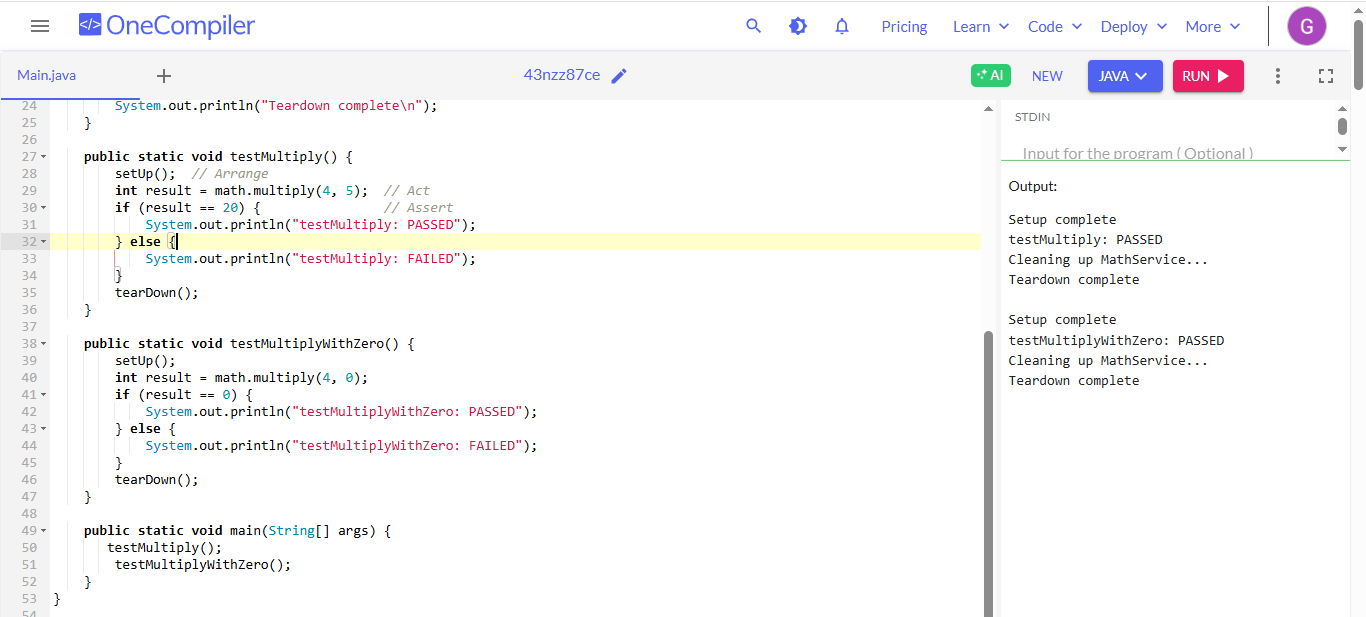 OneCompiler
Pricing Learn Code Deploy More G
Main.java + 43nzz87ce AI NEW JAVA RUN
24 System.out.println("Teardown complete\n");
25 }
26
27 public static void testMultiply() {
28 setUp(); // Arrange
29 int result = math.multiply(4, 5); // Act
30 if (result == 20) { // Assert
31 System.out.println("testMultiply: PASSED");
32 } else {
33 System.out.println("testMultiply: FAILED");
34 }
35 tearDown();
36 }
37
38 public static void testMultiplyWithZero() {
39 setUp();
40 int result = math.multiply(4, 0);
41 if (result == 0) {
42 System.out.println("testMultiplyWithZero: PASSED");
43 } else {
44 System.out.println("testMultiplyWithZero: FAILED");
45 }
46 tearDown();
47 }
48
49 public static void main(String[] args) {
50 testMultiply();
51 testMultiplyWithZero();
52 }
53 }
54
STDIN
Input for the program ( Optional )
Output:
Setup complete
testMultiply: PASSED
Cleaning up MathService...
Teardown complete
Setup complete
testMultiplyWithZero: PASSED
Cleaning up MathService...
Teardown complete